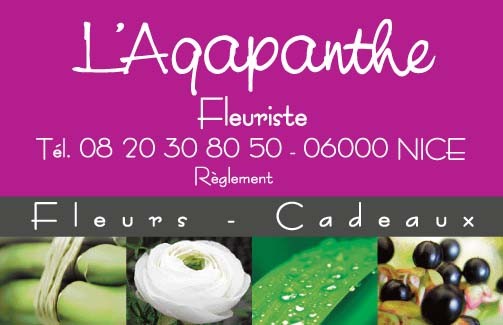 L'Agapanthe
Fleuriste
Tél. 08 20 30 80 50 - 06000 NICE
Règlement
Fleurs - Cadeaux